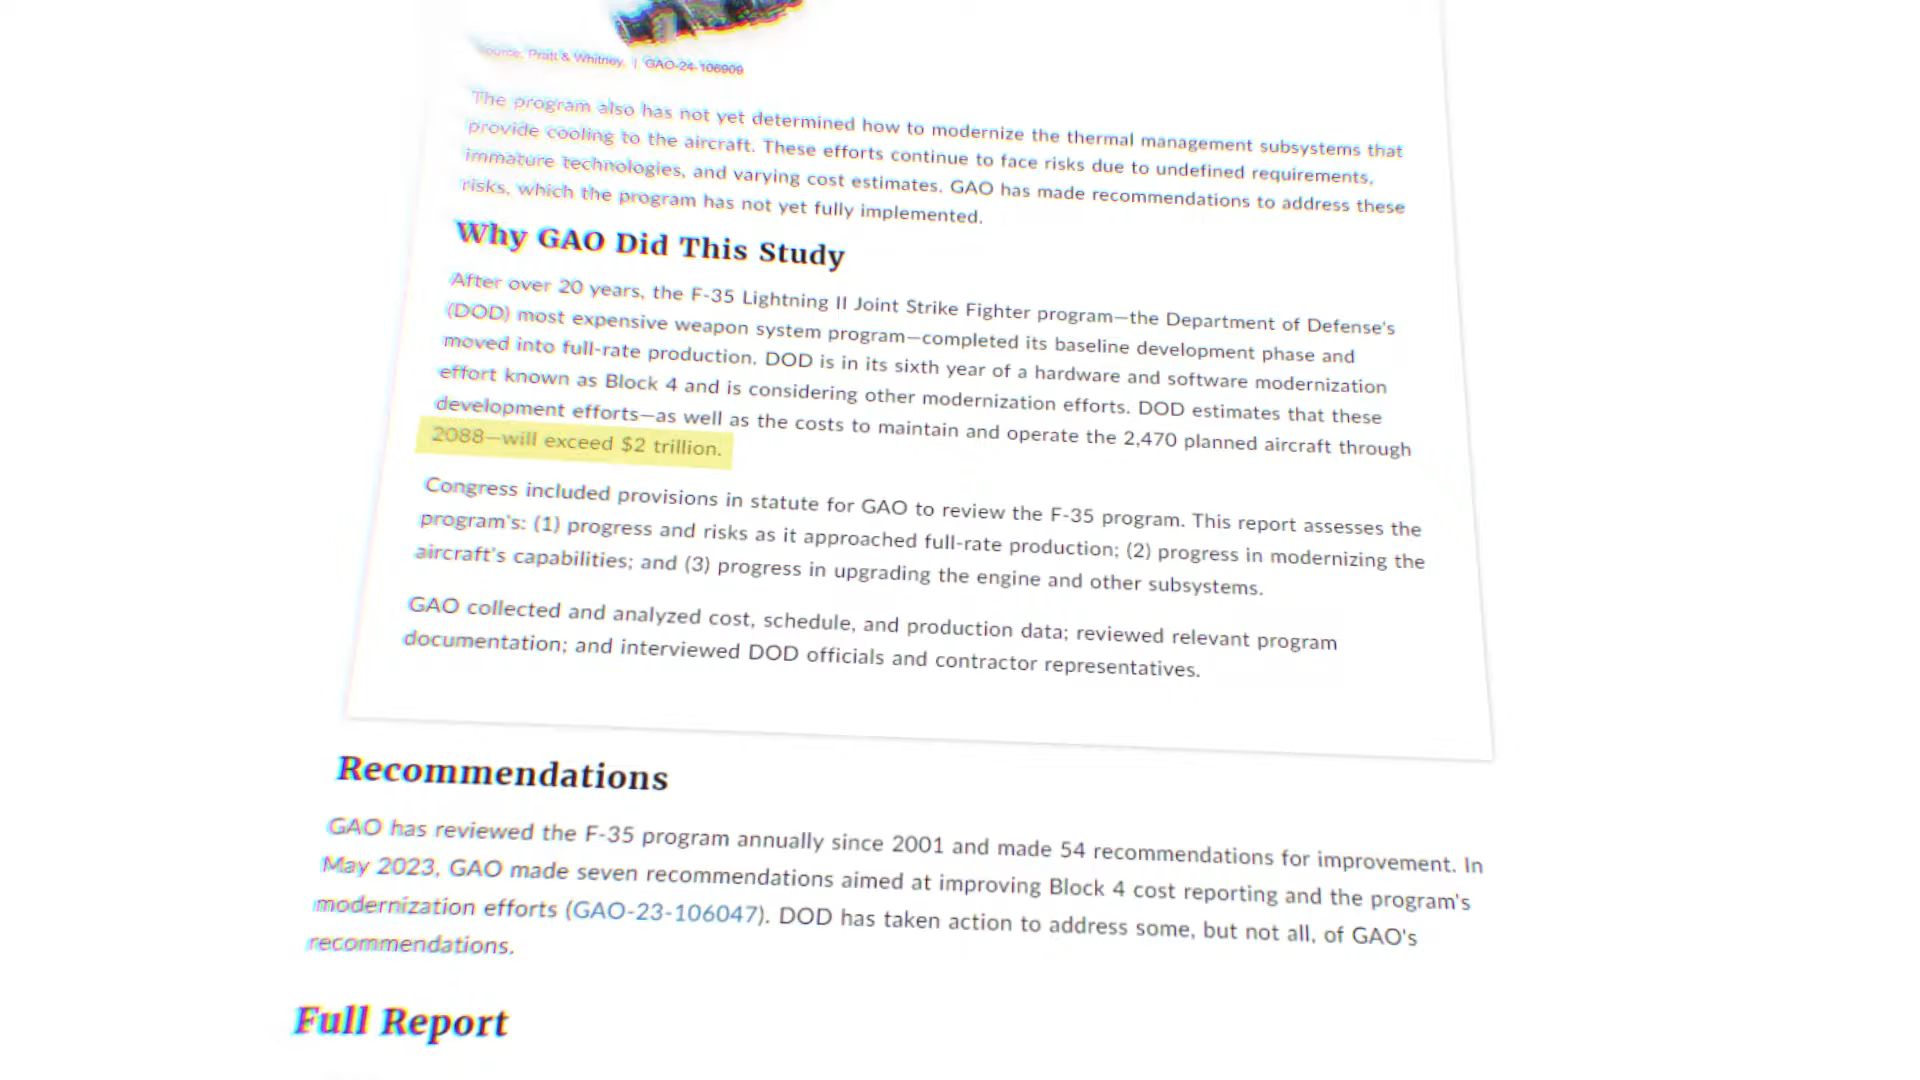 Source: Pratt & Whitney. | GAO-24-106909
The program also has not yet determined how to modernize the thermal management subsystems that
provide cooling to the aircraft. These efforts continue to face risks due to undefined requirements,
immature technologies, and varying cost estimates. GAO has made recommendations to address these
risks, which the program has not yet fully implemented.
Why GAO Did This Study
After over 20 years, the F-35 Lightning II Joint Strike Fighter program—the Department of Defense's
(DOD) most expensive weapon system program—completed its baseline development phase and
moved into full-rate production. DOD is in its sixth year of a hardware and software modernization
effort known as Block 4 and is considering other modernization efforts. DOD estimates that these
development efforts—as well as the costs to maintain and operate the 2,470 planned aircraft through
2088—will exceed $2 trillion.
Congress included provisions in statute for GAO to review the F-35 program. This report assesses the
program's: (1) progress and risks as it approached full-rate production; (2) progress in modernizing the
aircraft's capabilities; and (3) progress in upgrading the engine and other subsystems.
GAO collected and analyzed cost, schedule, and production data; reviewed relevant program
documentation; and interviewed DOD officials and contractor representatives.
Recommendations
GAO has reviewed the F-35 program annually since 2001 and made 54 recommendations for improvement. In
May 2023, GAO made seven recommendations aimed at improving Block 4 cost reporting and the program's
modernization efforts (GAO-23-106047). DOD has taken action to address some, but not all, of GAO's
recommendations.
Full Report